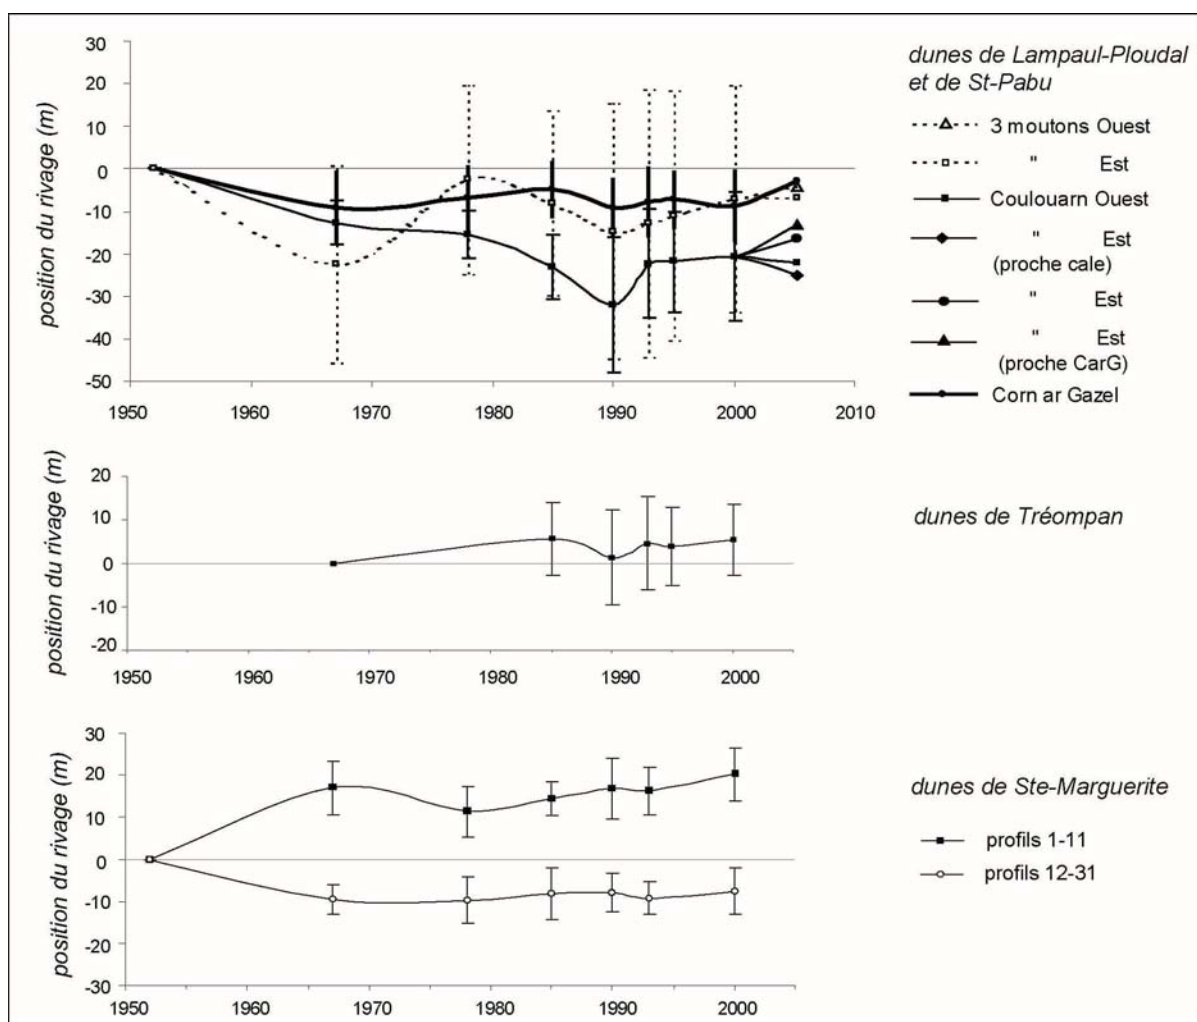 position du rivage (m)
30
20
10
0
-10
-20
-30
-40
-50
1950
1960
1970
1980
1990
2000
2010
dunes de Lampaul-Ploudal
et de St-Pabu
3 moutons Ouest
" Est
Coulouarn Ouest
" Est
(proche cale)
" Est
" Est
(proche CarG)
Corn ar Gazel
position du rivage (m)
20
10
0
-10
-20
1950
1960
1970
1980
1990
2000
dunes de Tréompan
position du rivage (m)
30
20
10
0
-10
-20
-30
1950
1960
1970
1980
1990
2000
dunes de Ste-Marguerite
profils 1-11
profils 12-31